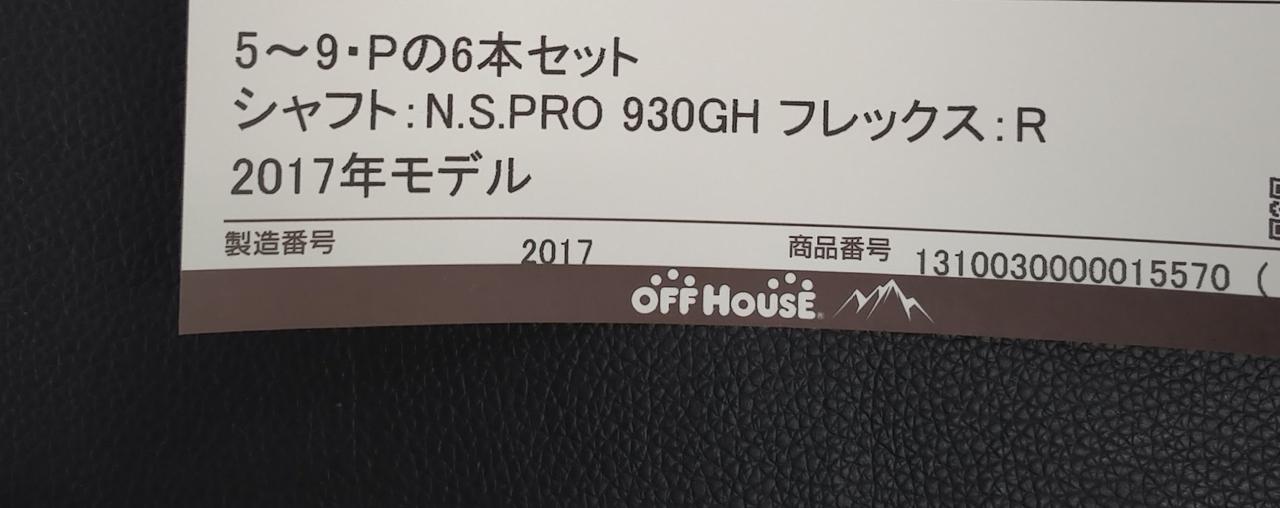 5～9・Pの6本セット
シャフト：N.S.PRO 930GH フレックス：R
2017年モデル
製造番号 2017 商品番号 1310030000015570 (
OFF HOUSE